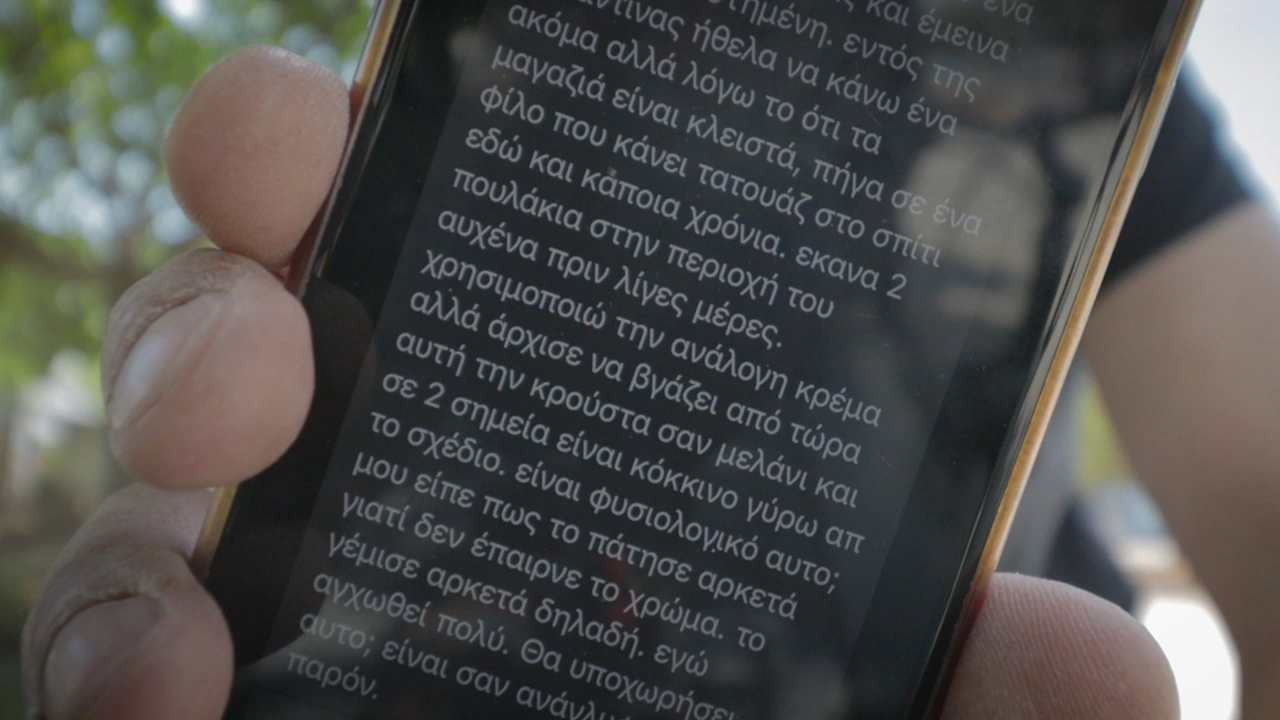 και έμεινα ένα
εντός της
ήθελα να κάνω ένα
ακόμα αλλά λόγω το ότι τα
μαγαζιά είναι κλειστά, πήγα σε ένα
φίλο που κάνει τατουάζ στο σπίτι
εδώ και κάποια χρόνια. εκανα 2
πουλάκια στην περιοχή του
αυχένα πριν λίγες μέρες.
χρησιμοποιώ την ανάλογη κρέμα
αλλά άρχισε να βγάζει από τώρα
αυτή την κρούστα σαν μελάνι και
σε 2 σημεία είναι κόκκινο γύρω απ
το σχέδιο. είναι φυσιολογικό αυτο;
μου είπε πως το πάτησε αρκετά
γιατί δεν έπαιρνε το χρώμα. το
γέμισε αρκετά δηλαδή. εγώ
αγχωθεί πολύ. Θα υποχωρήσει
αυτο; είναι σαν
παρόν.